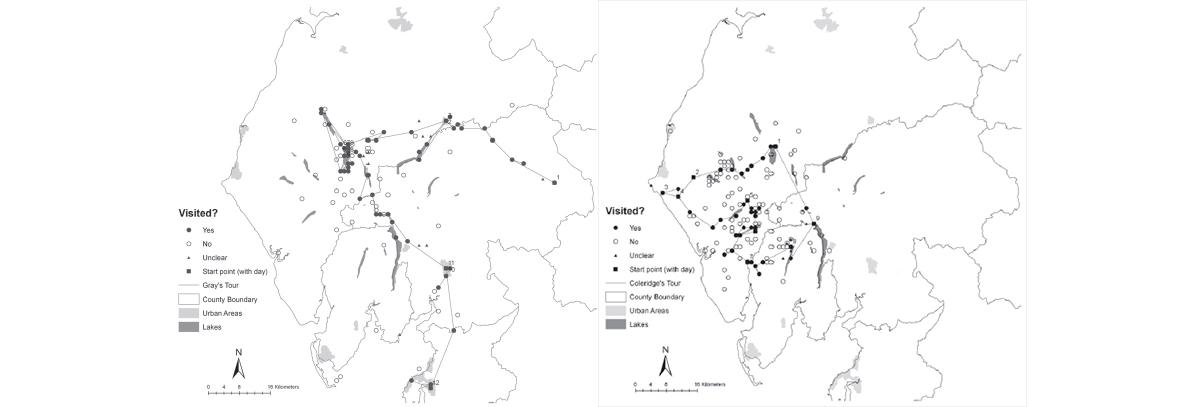 Visited?
Yes
No
Unclear
Start point (with day)
Gray's Tour
County Boundary
Urban Areas
Lakes
N
0 4 8 16 Kilometers
1
11
12
Visited?
Yes
No
Unclear
Start point (with day)
Coleridge's Tour
County Boundary
Urban Areas
Lakes
N
0 4 8 16 Kilometers
1
2
3